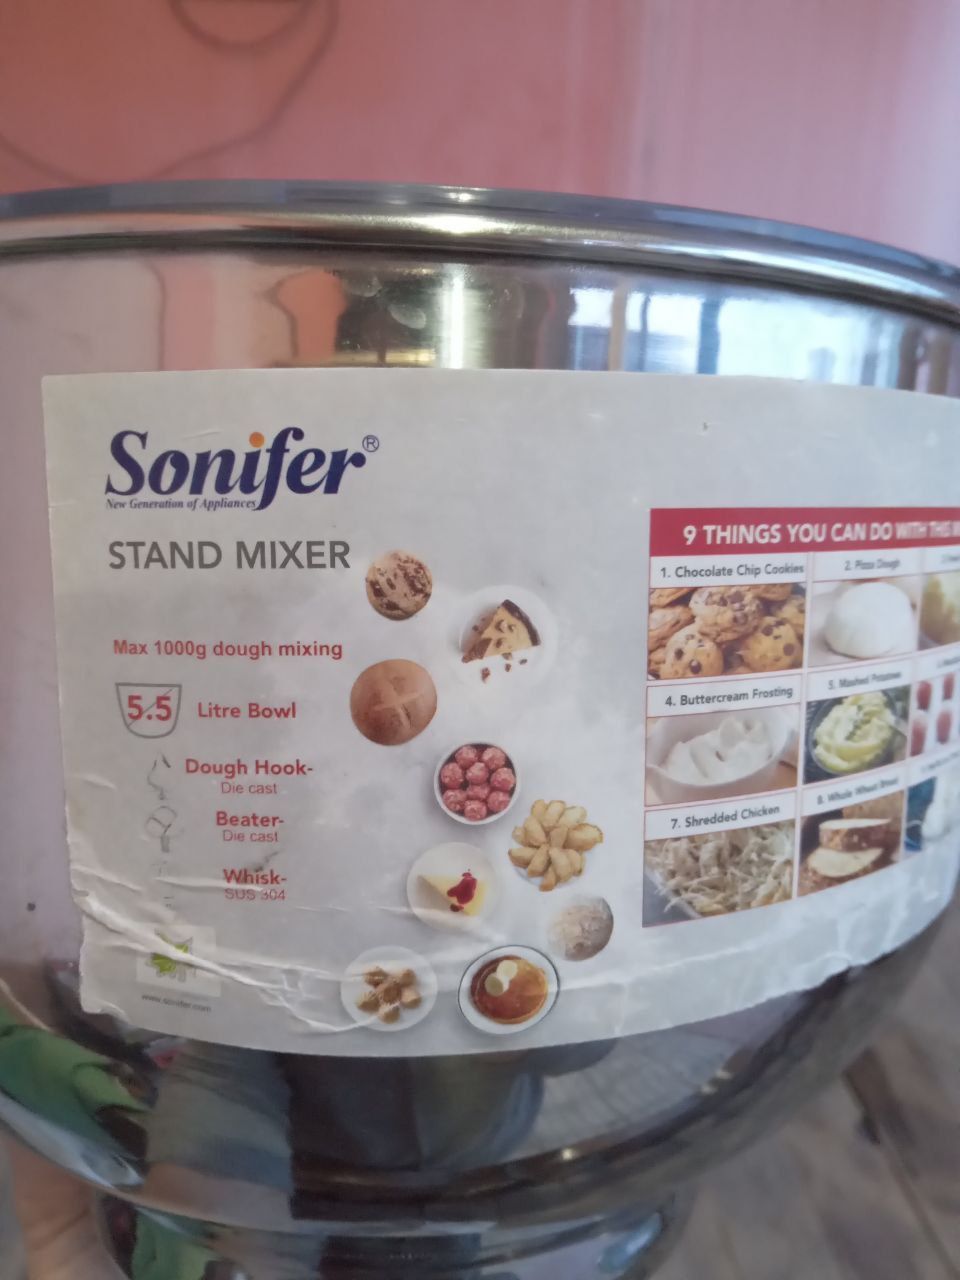 Sonifer®
New Generation of Appliances
STAND MIXER
Max 1000g dough mixing
5.5 Litre Bowl
Dough Hook-
Die cast
Beater-
Die cast
Whisk-
SUS 304
www.sonifer.com
9 THINGS YOU CAN DO WITH THIS
1. Chocolate Chip Cookies
2. Pizza Dough
4. Buttercream Frosting
5. Mashed Potatoes
7. Shredded Chicken
8. Whole Wheat Bread